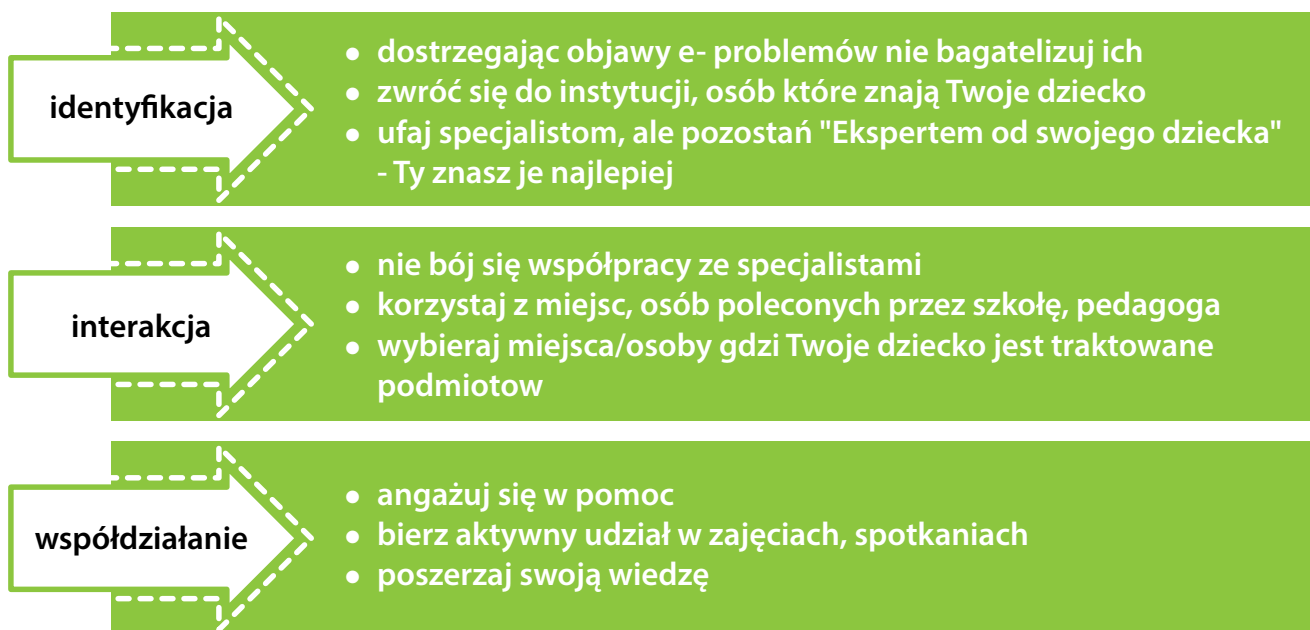 identyfikacja
● dostrzegając objawy e- problemów nie bagatelizuj ich
● zwróć się do instytucji, osób które znają Twoje dziecko
● ufaj specjalistom, ale pozostań "Ekspertem od swojego dziecka"
- Ty znasz je najlepiej
interakcja
● nie bój się współpracy ze specjalistami
● korzystaj z miejsc, osób poleconych przez szkołę, pedagoga
● wybieraj miejsca/osoby gdzi Twoje dziecko jest traktowane
podmiotow
współdziałanie
● angażuj się w pomoc
● bierz aktywny udział w zajęciach, spotkaniach
● poszerzaj swoją wiedzę